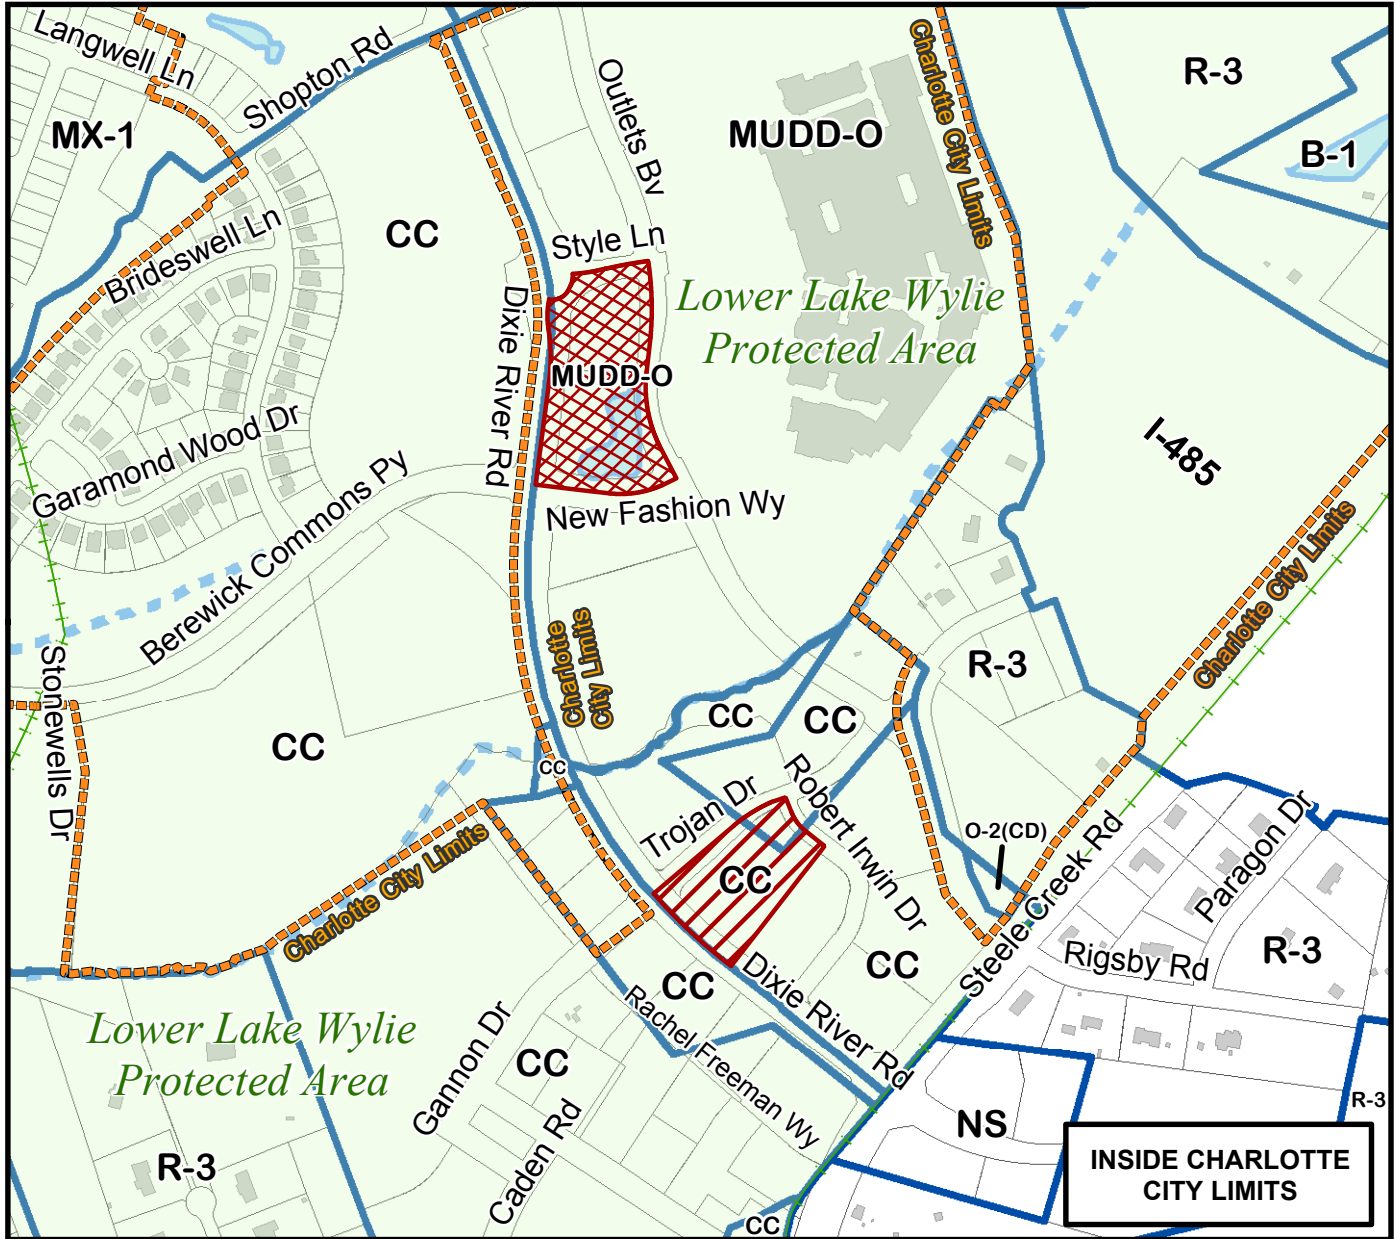 Langwell Ln
Shopton Rd
Outlets Bv
Charlotte City Limits
R-3
MX-1
MUDD-O
B-1
CC
Brideswell Ln
Style Ln
Dixie River Rd
Lower Lake Wylie
Protected Area
MUDD-O
Garamond Wood Dr
Berewick Commons Py
New Fashion Wy
I-485
Charlotte City Limits
Charlotte
City Limits
Stonewells Dr
R-3
CC
CC
CC
CC
Trojan Dr
Robert Irwin Dr
CC
O-2(CD)
Steele Creek Rd
Paragon Dr
Charlotte City Limits
Rigsby Rd
R-3
CC
CC
Dixie River Rd
Rachel Freeman Wy
Lower Lake Wylie
Protected Area
Gannon Dr
CC
Caden Rd
R-3
NS
R-3
CC
INSIDE CHARLOTTE
CITY LIMITS